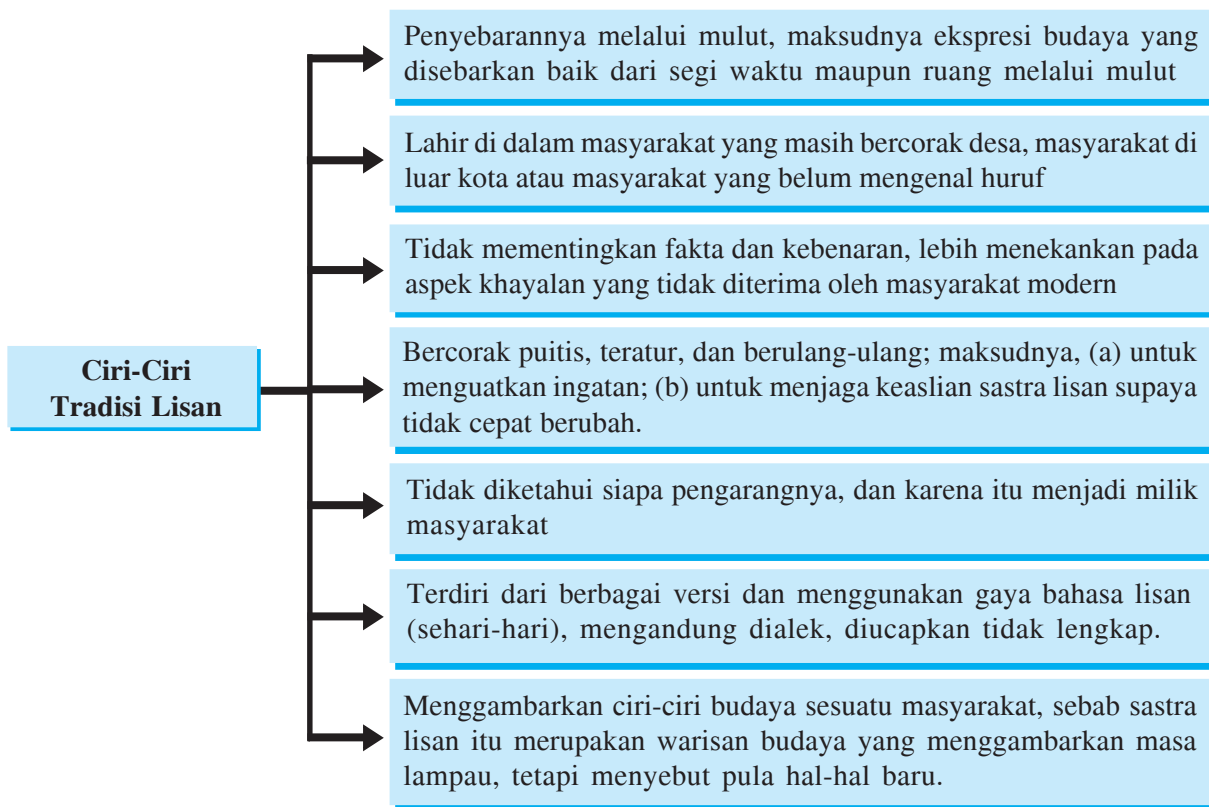 Penyebarannya melalui mulut, maksudnya ekspresi budaya yang
disebarkan baik dari segi waktu maupun ruang melalui mulut
Lahir di dalam masyarakat yang masih bercorak desa, masyarakat di
luar kota atau masyarakat yang belum mengenal huruf
Tidak mementingkan fakta dan kebenaran, lebih menekankan pada
aspek khayalan yang tidak diterima oleh masyarakat modern
Ciri-Ciri
Tradisi Lisan
Bercorak puitis, teratur, dan berulang-ulang; maksudnya, (a) untuk
menguatkan ingatan; (b) untuk menjaga keaslian sastra lisan supaya
tidak cepat berubah.
Tidak diketahui siapa pengarangnya, dan karena itu menjadi milik
masyarakat
Terdiri dari berbagai versi dan menggunakan gaya bahasa lisan
(sehari-hari), mengandung dialek, diucapkan tidak lengkap.
Menggambarkan ciri-ciri budaya sesuatu masyarakat, sebab sastra
lisan itu merupakan warisan budaya yang menggambarkan masa
lampau, tetapi menyebut pula hal-hal baru.